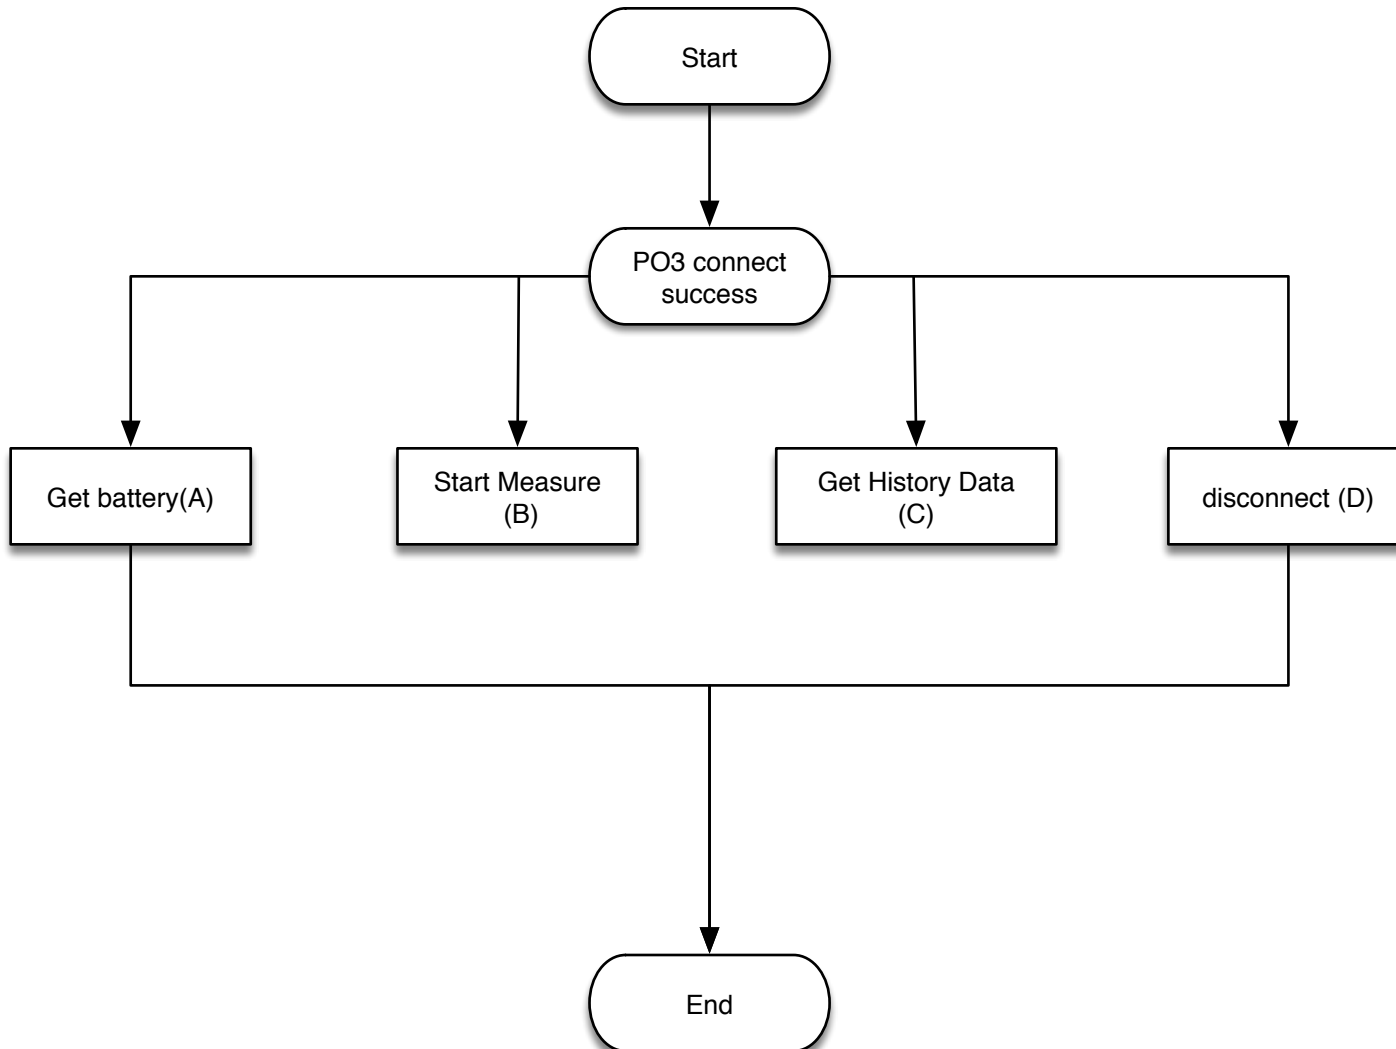 Start
PO3 connect
success
Get battery(A)
Start Measure
(B)
Get History Data
(C)
disconnect (D)
End